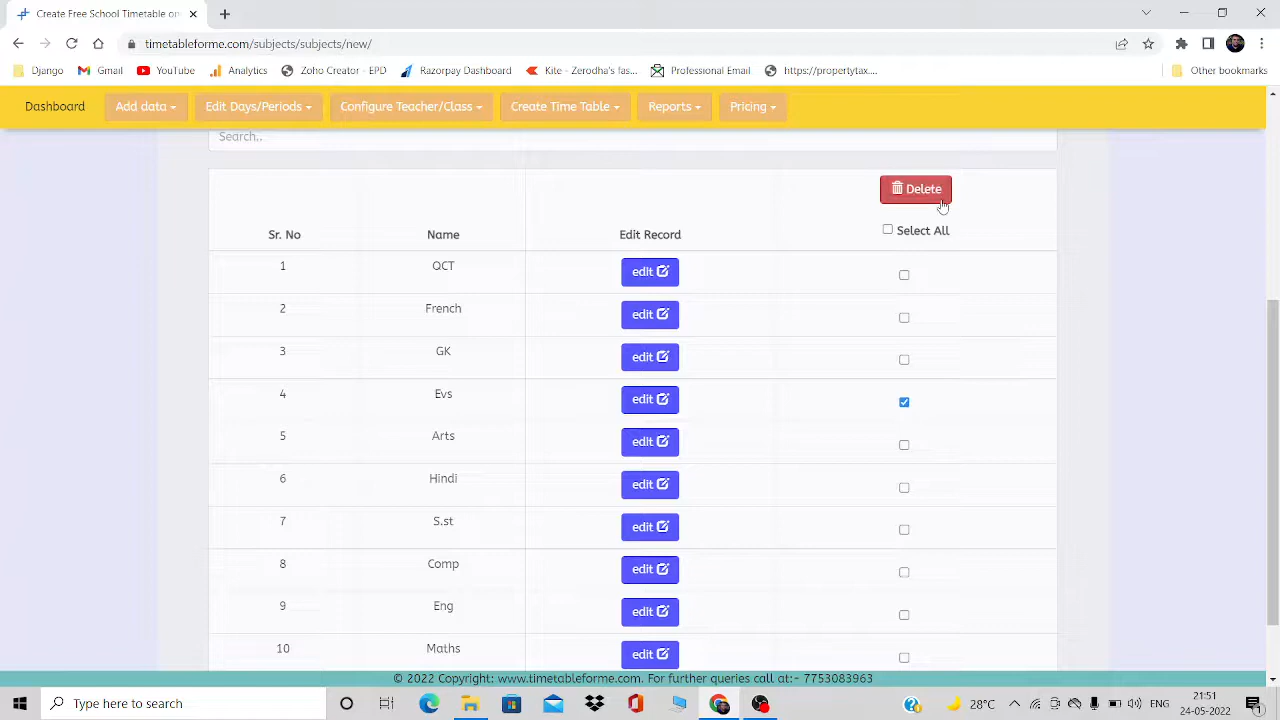 Create Free School Timetable or
timetableforme.com/subjects/subjects/new/
Django Gmail YouTube Analytics Zoho Creator - EPD Razorpay Dashboard Kite - Zerodha's fas... Professional Email https://propertytax.... Other bookmarks
Dashboard Add data Edit Days/Periods Configure Teacher/Class Create Time Table Reports Pricing
Search..
Delete
Sr. No Name Edit Record Select All
1 QCT edit
2 French edit
3 GK edit
4 Evs edit
5 Arts edit
6 Hindi edit
7 S.st edit
8 Comp edit
9 Eng edit
10 Maths edit
© 2022 Copyright: www.timetableforme.com. For further queries call at:- 7753083963
Type here to search 28°C ENG 21:51
24-05-2022 1